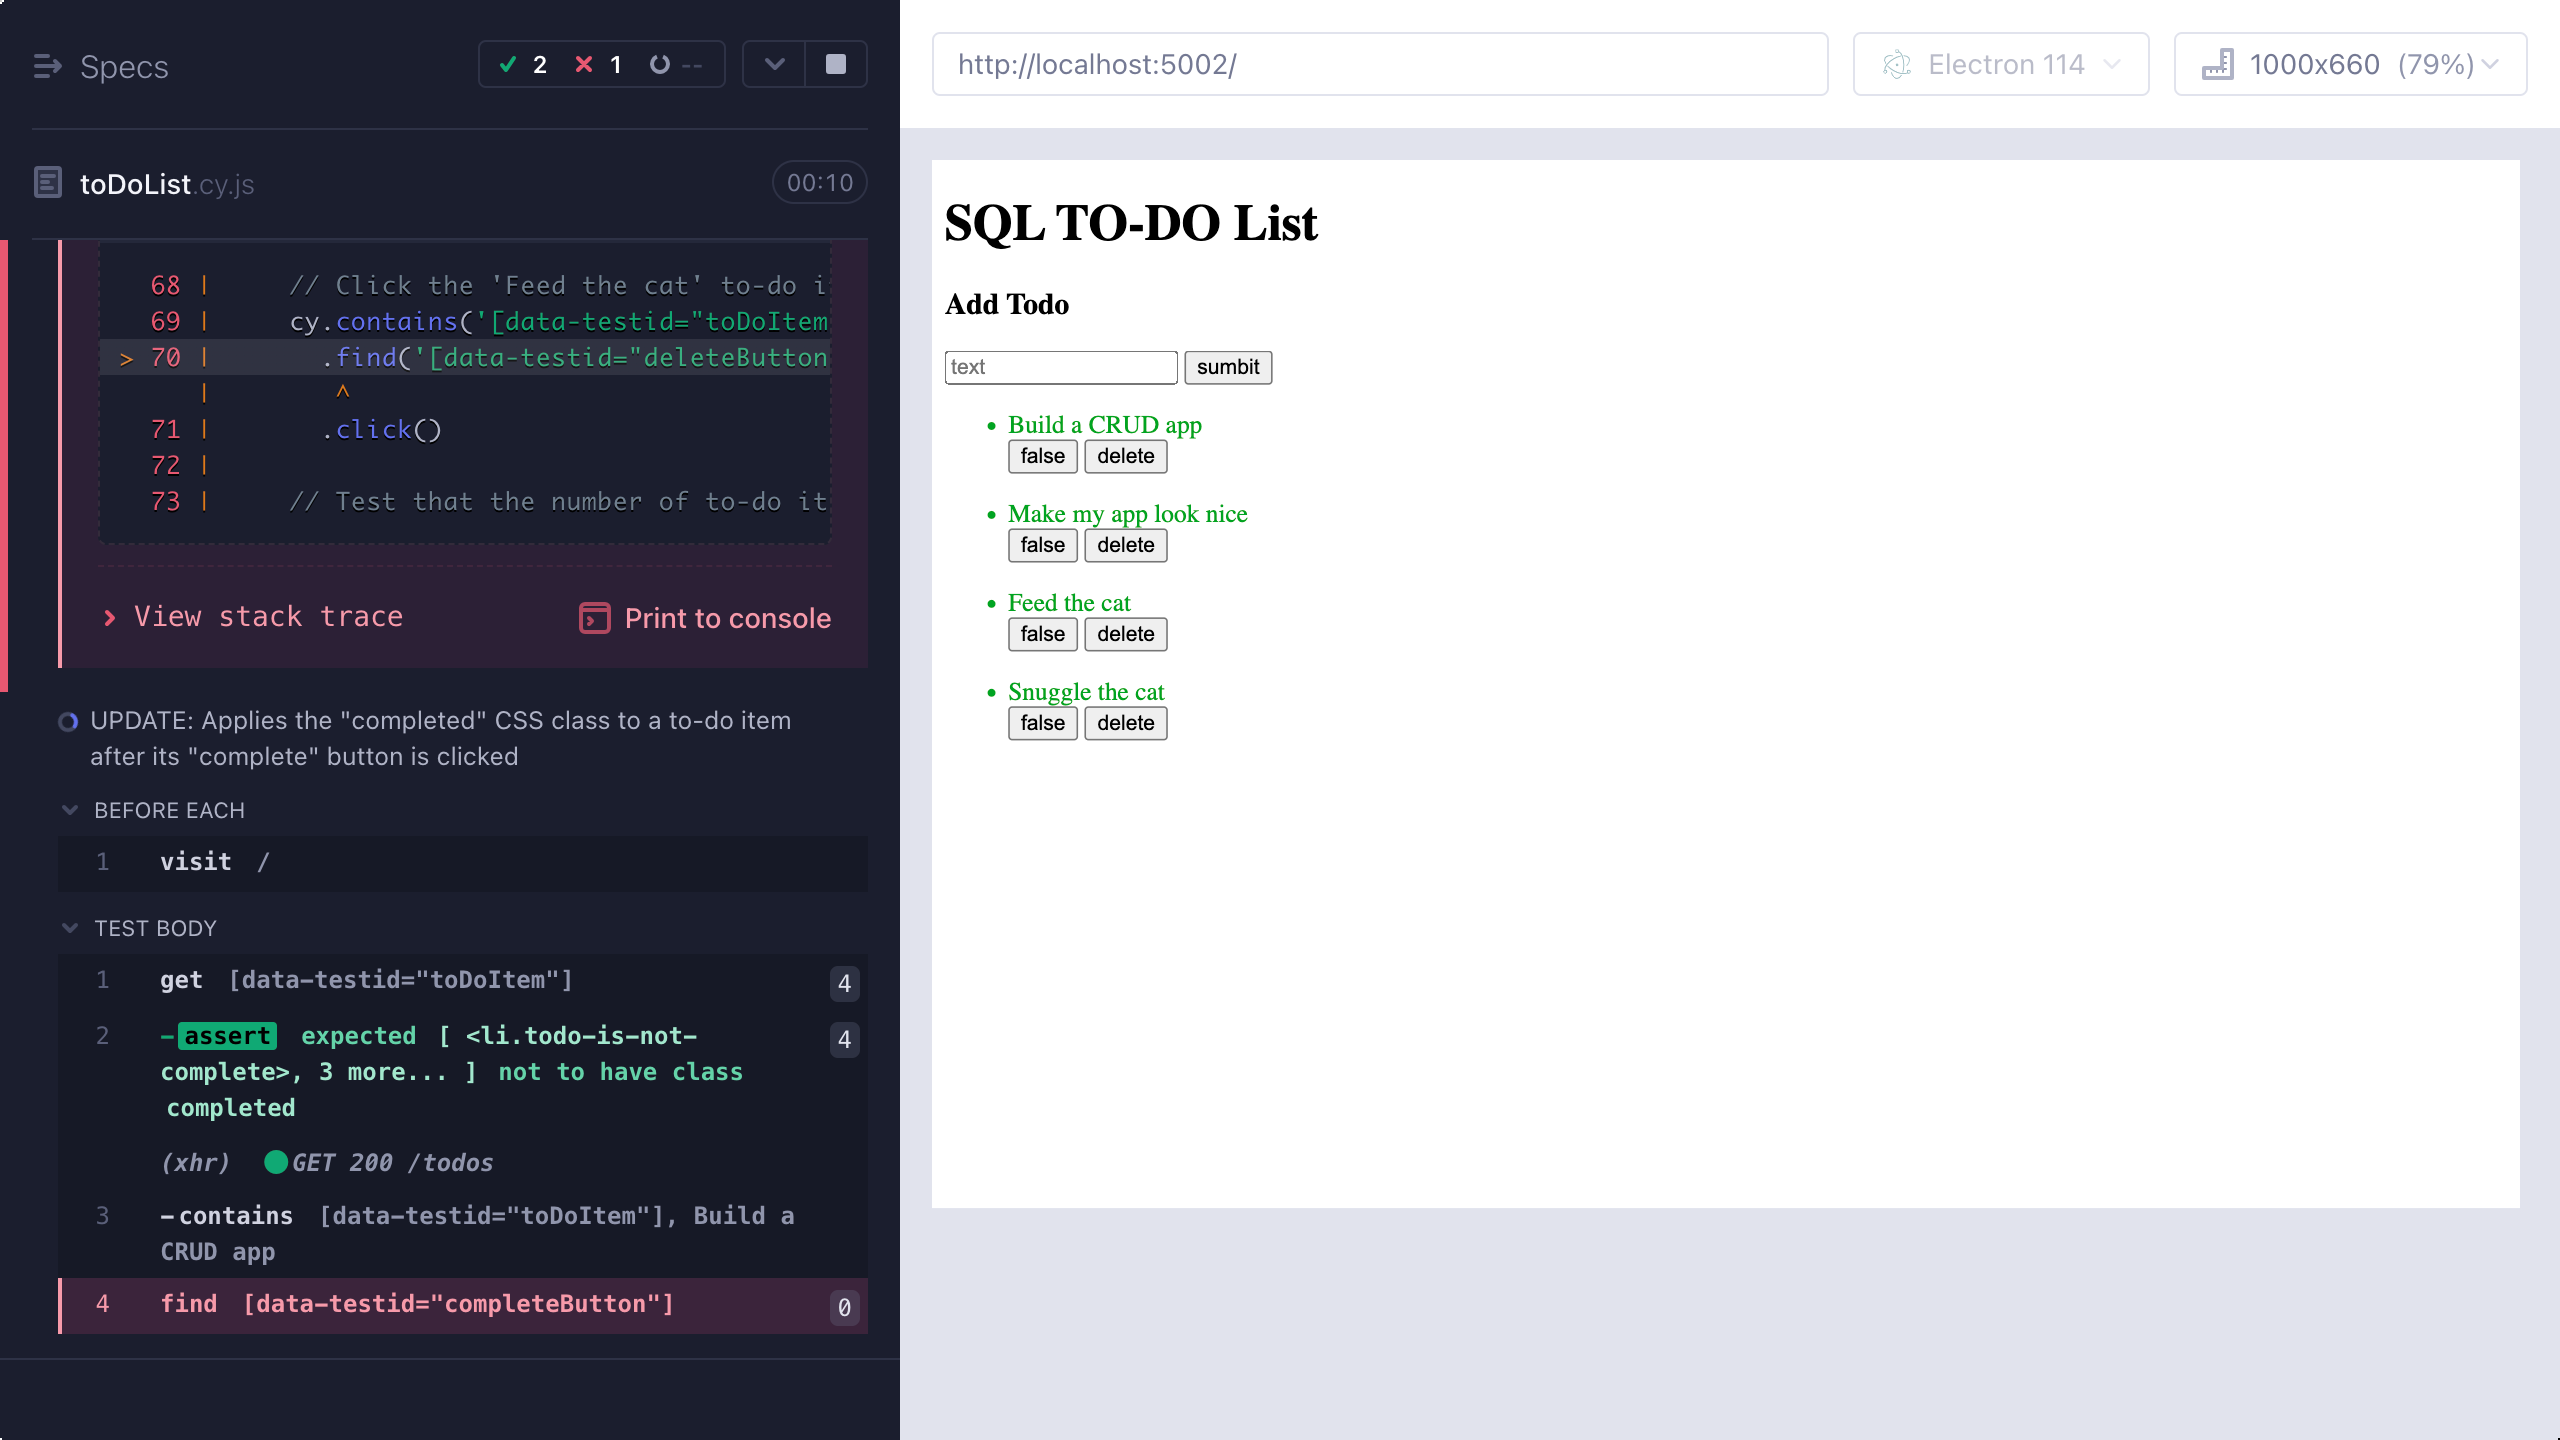 Specs
2 1 --
toDoList.cy.js
00:10
68 | // Click the 'Feed the cat' to-do i
69 | cy.contains('[data-testid="toDoItem
> 70 | .find('[data-testid="deleteButton
| ^
71 | .click()
72 |
73 | // Test that the number of to-do it
View stack trace
Print to console
UPDATE: Applies the "completed" CSS class to a to-do item
after its "complete" button is clicked
BEFORE EACH
1 visit /
TEST BODY
1 get [data-testid="toDoItem"] 4
2 -assert expected [ <li.todo-is-not- 4
complete>, 3 more... ] not to have class
completed
(xhr) GET 200 /todos
3 -contains [data-testid="toDoItem"], Build a
CRUD app
4 find [data-testid="completeButton"] 0
http://localhost:5002/
Electron 114
1000x660 (79%)
SQL TO-DO List
Add Todo
text sumbit
• Build a CRUD app
false delete
• Make my app look nice
false delete
• Feed the cat
false delete
• Snuggle the cat
false delete